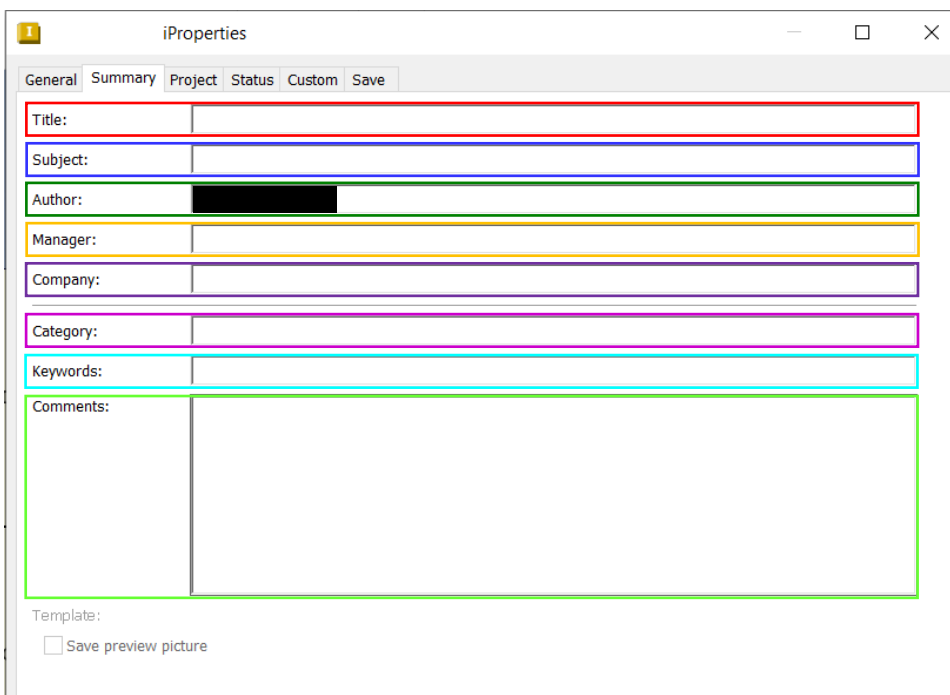 I iProperties
General Summary Project Status Custom Save
Title:
Subject:
Author:
Manager:
Company:
Category:
Keywords:
Comments:
Template:
Save preview picture